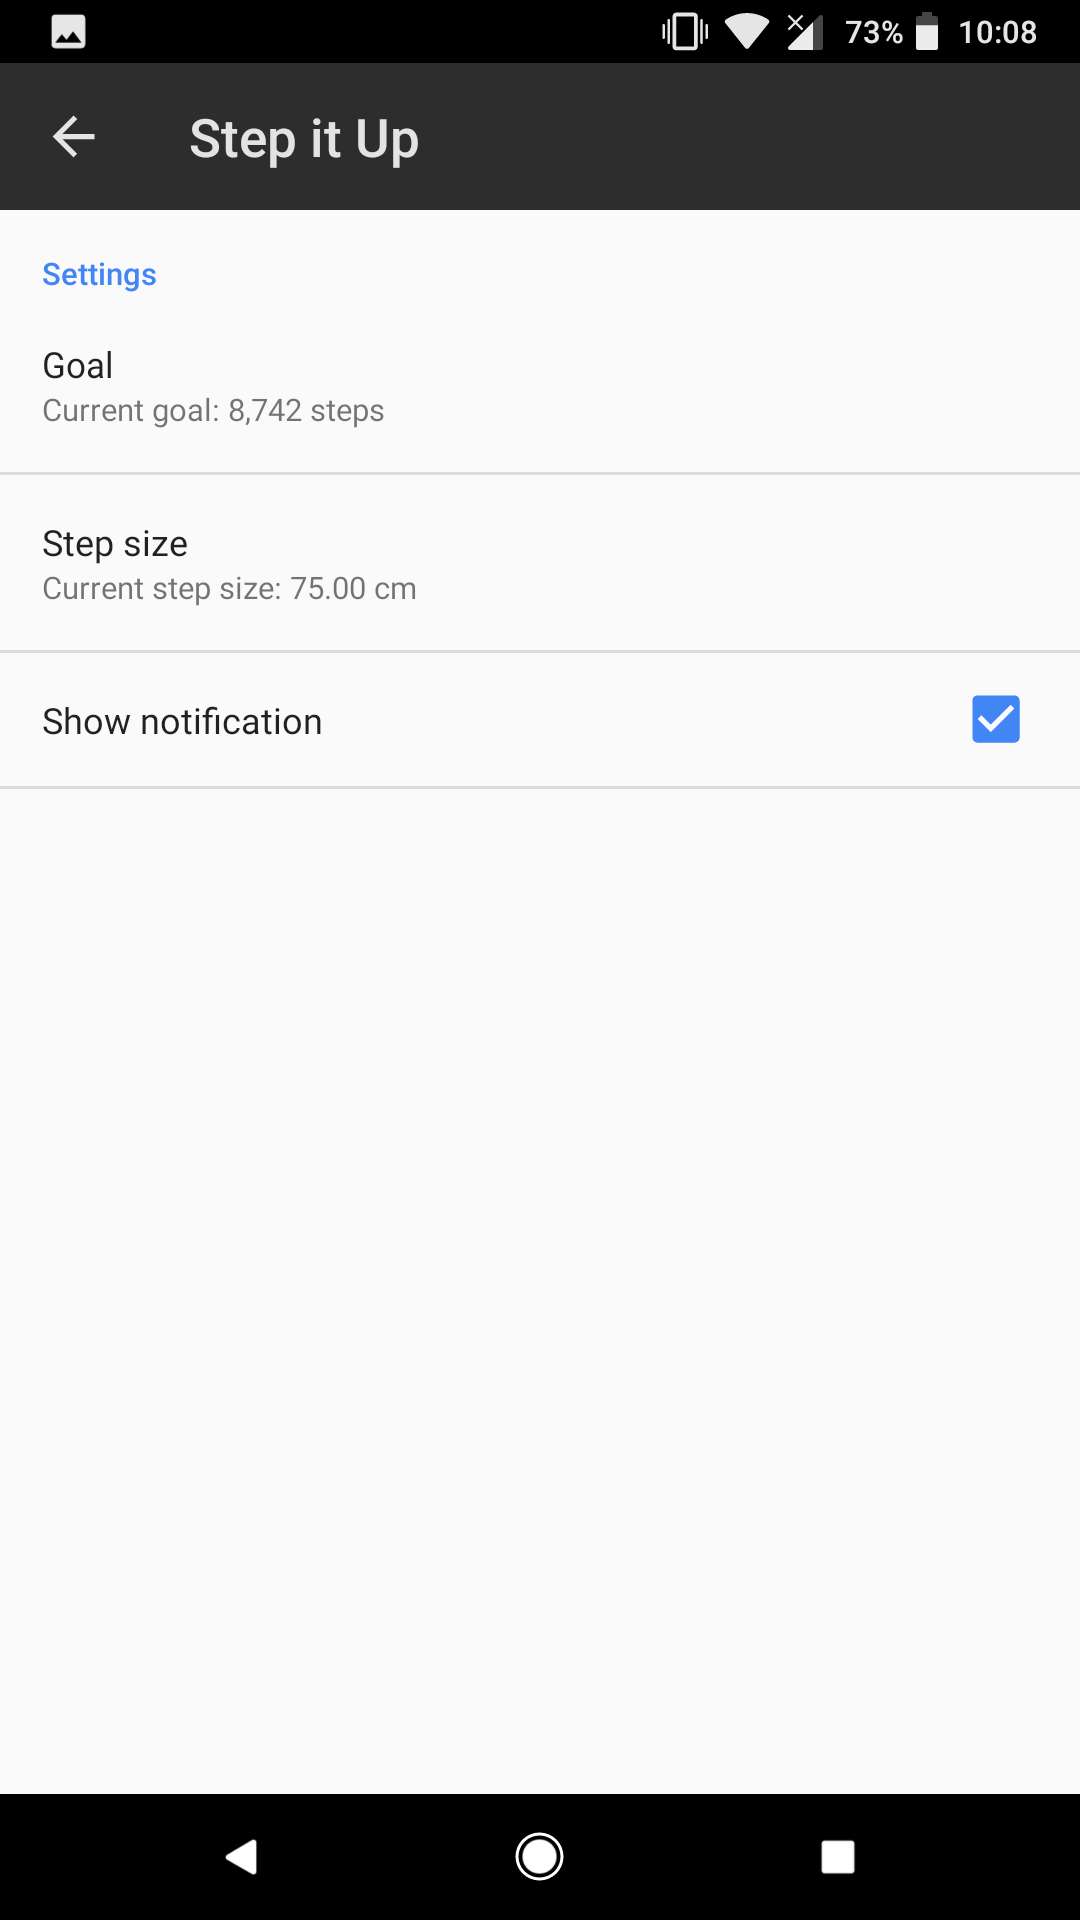 73% 10:08
Step it Up
Settings
Goal
Current goal: 8,742 steps
Step size
Current step size: 75.00 cm
Show notification